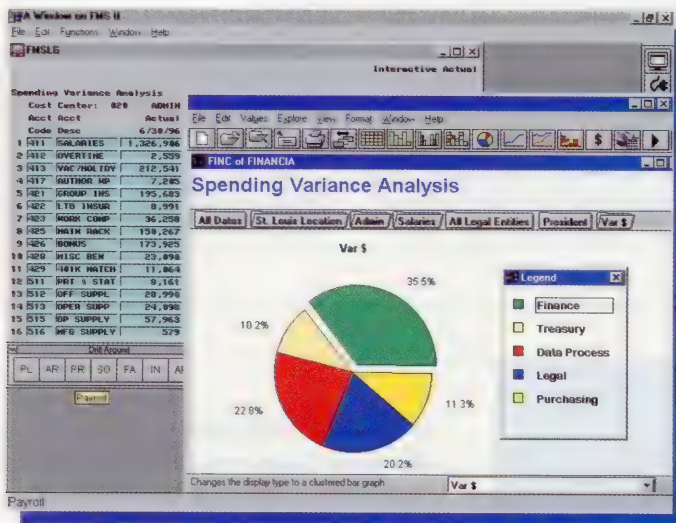 A Window on FMS II
File Edit Functions Window Help
FMSLG
Interactive Actual
Spending Variance Analysis
Cost Center: 020 ADMIN
Acct Acct Actual
Code Desc 6/30/96
1 411 SALARIES 1,326,986
2 412 OVERTIME 2,559
3 413 VAC/HOLIDY 212,541
4 417 AUTHOR WP 7,285
5 421 GROUP INS 195,683
6 422 LTD INSUR 8,991
7 423 WORK COMP 36,258
8 425 MAIN RACK 150,267
9 426 BONUS 173,925
10 428 MISC BEN 23,098
11 429 401K MATCH 11,064
12 511 PRT & STAT 8,161
13 512 OFF SUPPL 20,998
14 513 OPER SUPP 24,098
15 515 DP SUPPLY 57,963
16 516 MFG SUPPLY 579
Drill Around
PL AR PR SO FA IN
Payroll
Payroll
File Edit Values Explore View Format Window Help
FINC of FINANCIA
Spending Variance Analysis
All Dates St. Louis Location Admin Salaries All Legal Entities President Var $
Var $
35.5%
10.2%
22.8%
20.2%
11.3%
Legend
Finance
Treasury
Data Process
Legal
Purchasing
Changes the display type to a clustered bar graph
Var $